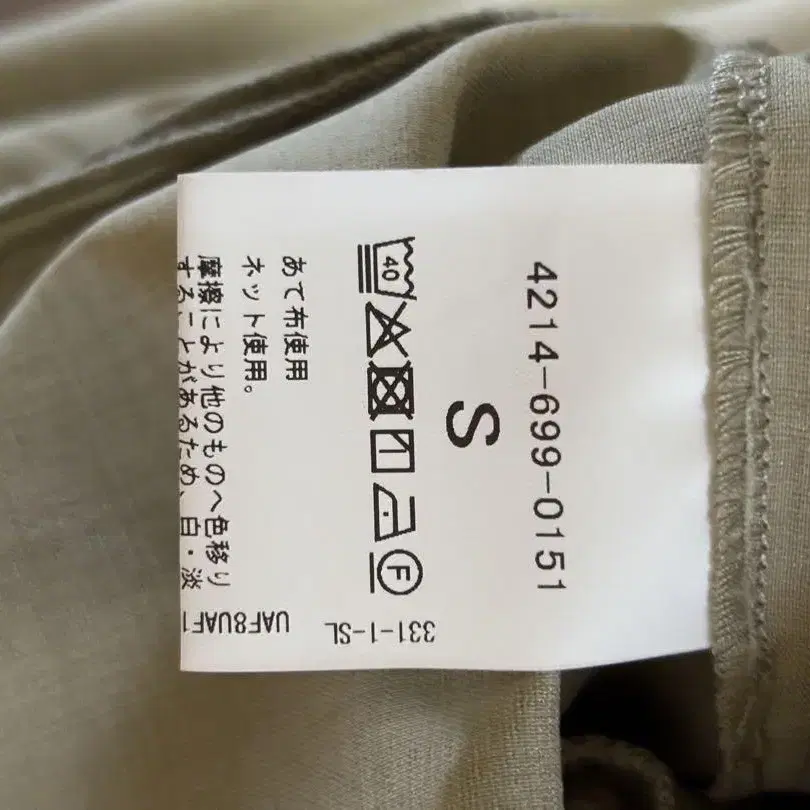 4214-699-0151
S
40
F
あて布使用
ネット使用。
摩擦により他のものへ色移り
することがあるため、白・淡
331-1-SL
UAF8UAF1